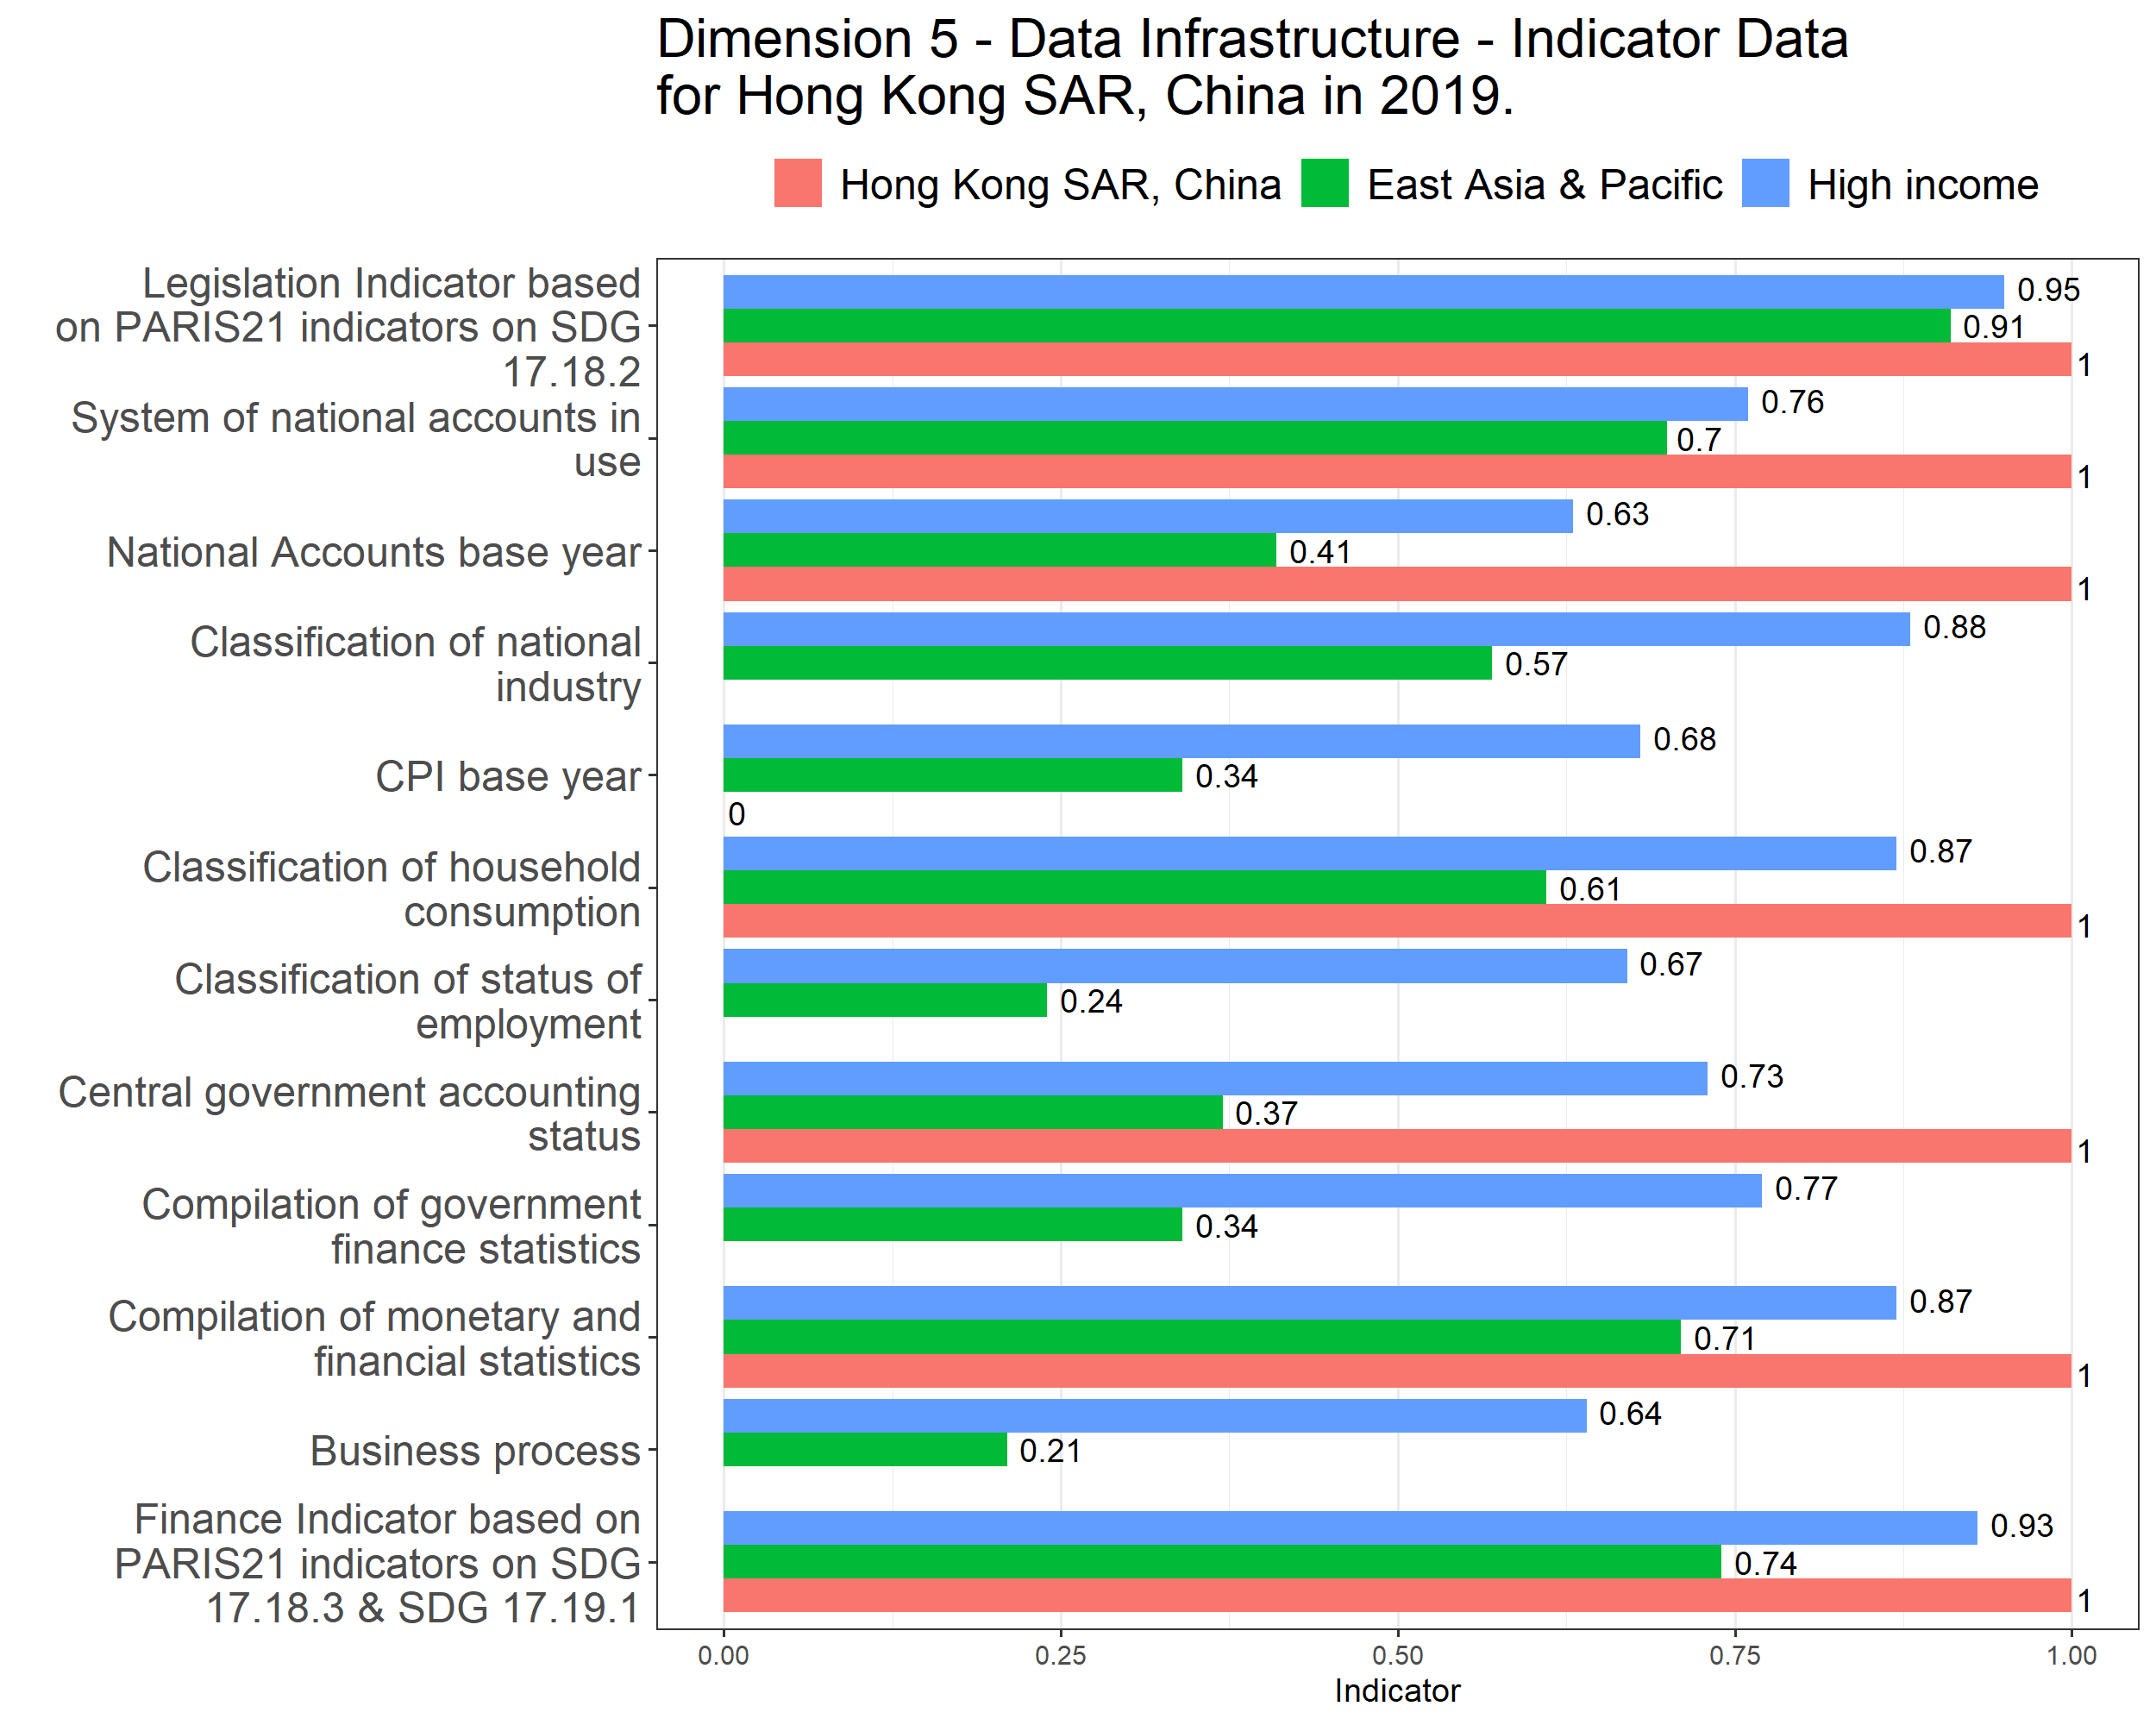 Dimension 5 - Data Infrastructure - Indicator Data
for Hong Kong SAR, China in 2019.
Hong Kong SAR, China East Asia & Pacific High income
Legislation Indicator based
on PARIS21 indicators on SDG
17.18.2
0.95
0.91
1
System of national accounts in
use
0.76
0.7
1
National Accounts base year
0.63
0.41
1
Classification of national
industry
0.88
0.57
CPI base year
0.68
0.34
0
Classification of household
consumption
0.87
0.61
1
Classification of status of
employment
0.67
0.24
Central government accounting
status
0.73
0.37
1
Compilation of government
finance statistics
0.77
0.34
Compilation of monetary and
financial statistics
0.87
0.71
1
Business process
0.64
0.21
Finance Indicator based on
PARIS21 indicators on SDG
17.18.3 & SDG 17.19.1
0.93
0.74
1
0.00 0.25 0.50 0.75 1.00
Indicator